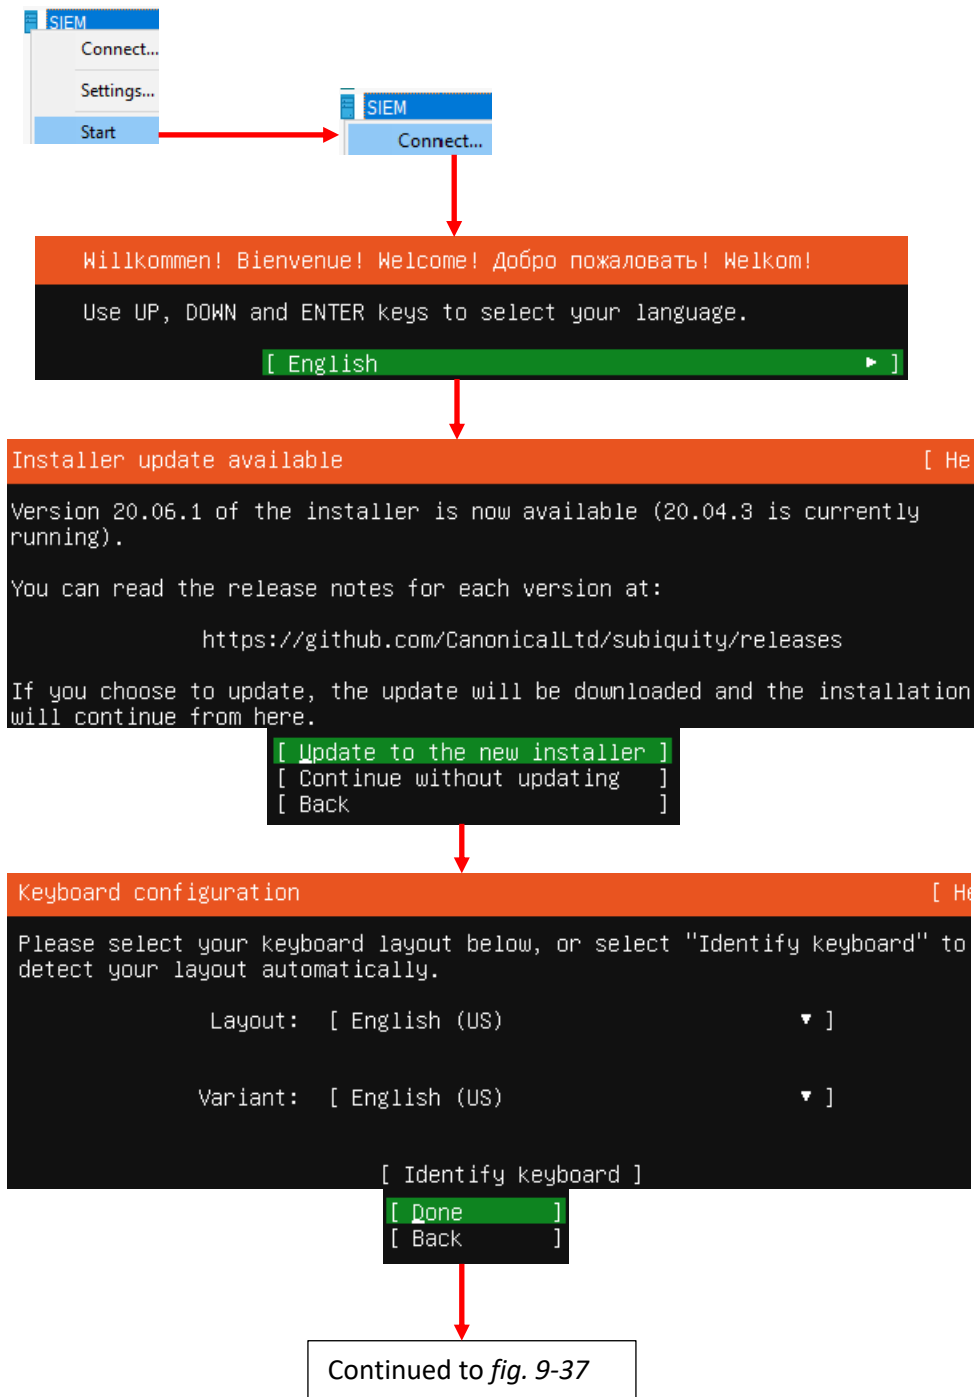 SIEM
Connect...
Settings...
Start
SIEM
Connect...
Willkommen! Bienvenue! Welcome! Добро пожаловать! Welkom!
Use UP, DOWN and ENTER keys to select your language.
[ English ► ]
Installer update available [ He
Version 20.06.1 of the installer is now available (20.04.3 is currently
running).
You can read the release notes for each version at:
https://github.com/CanonicalLtd/subiquity/releases
If you choose to update, the update will be downloaded and the installation
will continue from here.
[ Update to the new installer ]
[ Continue without updating ]
[ Back ]
Keyboard configuration [ He
Please select your keyboard layout below, or select "Identify keyboard" to
detect your layout automatically.
Layout: [ English (US) ▼ ]
Variant: [ English (US) ▼ ]
[ Identify keyboard ]
[ Done ]
[ Back ]
Continued to fig. 9-37